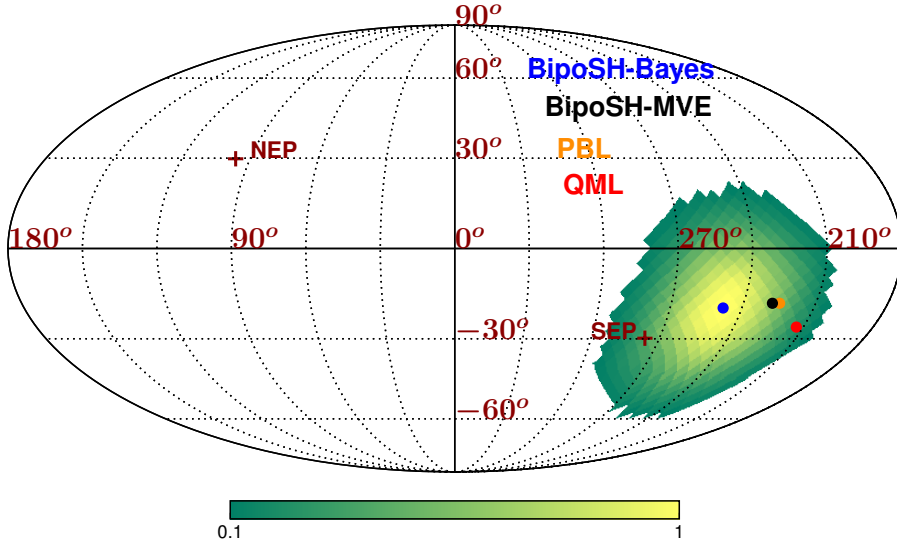 90°
60°
BipoSH-Bayes
BipoSH-MVE
NEP
30°
PBL
QML
180°
90°
0°
270°
210°
SEP
−30°
−60°
0.1
1